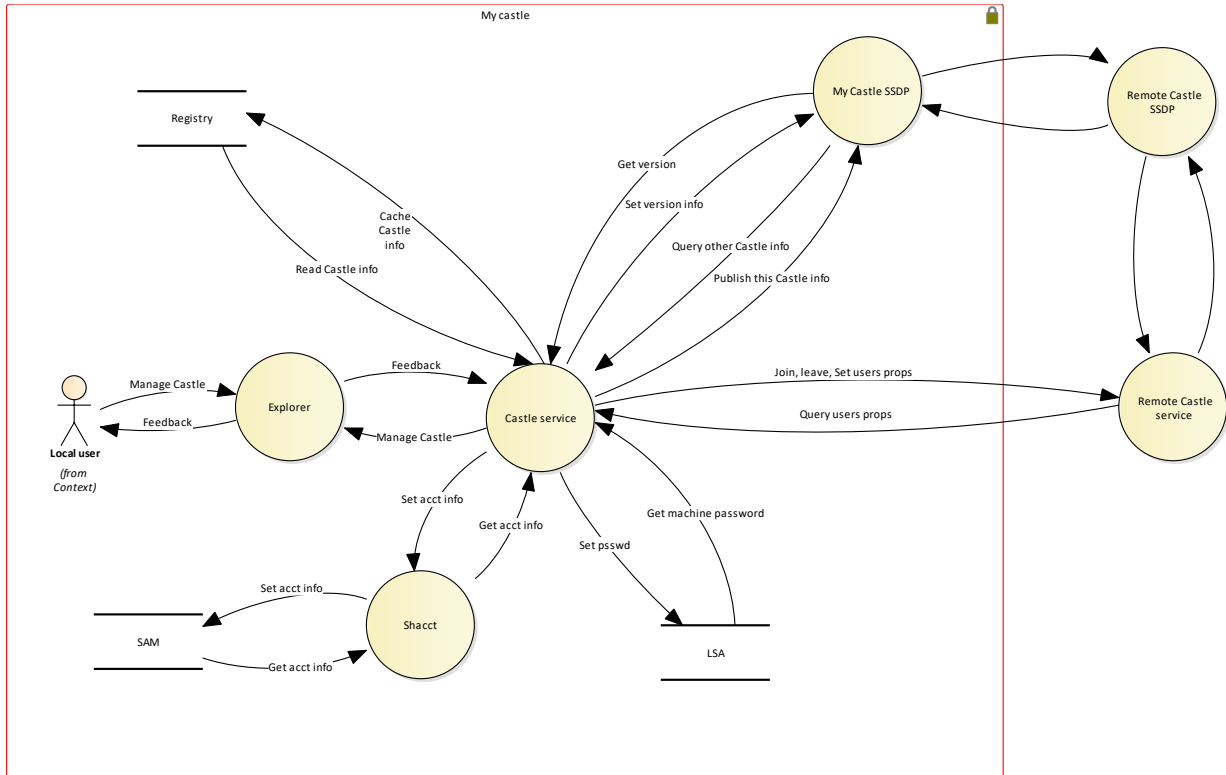 My castle
My Castle SSDP
Remote Castle
SSDP
Registry
Get version
Set version info
Cache
Castle
info
Query other Castle info
Read Castle info
Publish this Castle info
Feedback
Join, leave, Set users props
Manage Castle
Explorer
Castle service
Remote Castle
service
Query users props
Feedback
Manage Castle
Local user
(from
Context)
Set acct info
Get machine password
Get acct info
Set psswd
Set acct info
Shacct
SAM
LSA
Get acct info